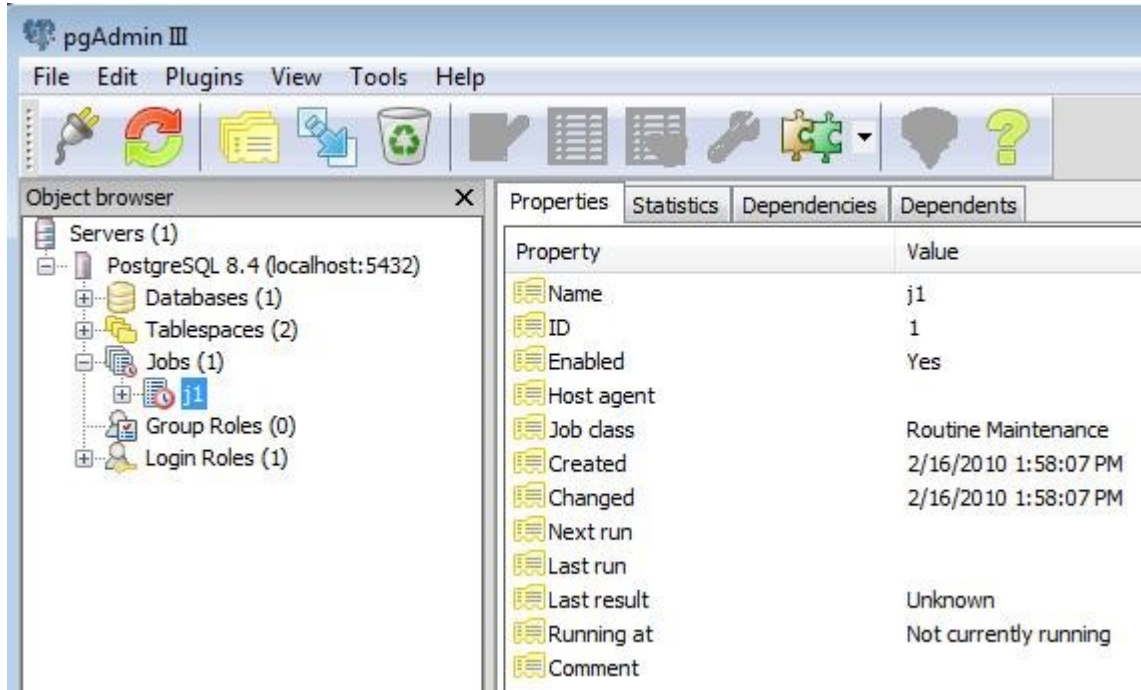 pgAdmin III
File Edit Plugins View Tools Help
Object browser
Servers (1)
PostgreSQL 8.4 (localhost:5432)
Databases (1)
Tablespaces (2)
Jobs (1)
j1
Group Roles (0)
Login Roles (1)
Properties Statistics Dependencies Dependents
Property Value
Name j1
ID 1
Enabled Yes
Host agent
Job class Routine Maintenance
Created 2/16/2010 1:58:07 PM
Changed 2/16/2010 1:58:07 PM
Next run
Last run
Last result Unknown
Running at Not currently running
Comment